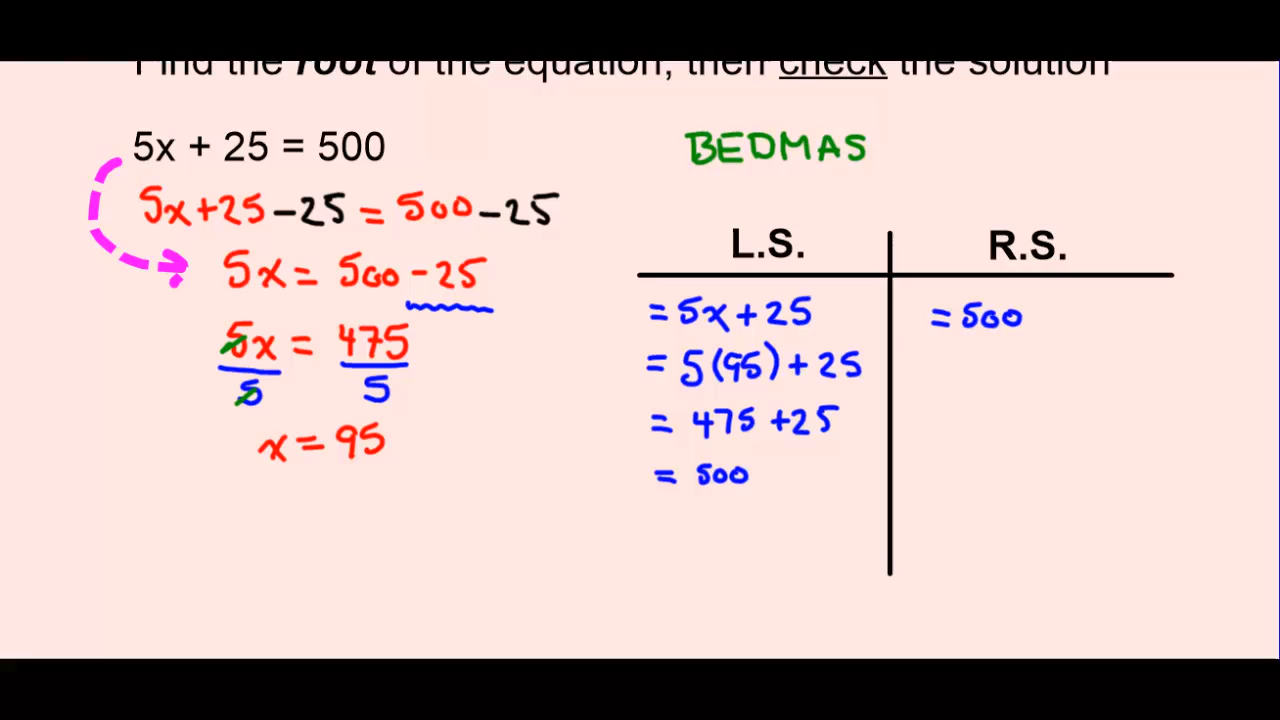 Find the root of the equation, then check the solution
5x + 25 = 500
5x+25-25 = 500-25
5x = 500 -25
5x = 475
5 5
x = 95
BEDMAS
L.S. R.S.
= 5x + 25 = 500
= 5(95) + 25
= 475 +25
= 500